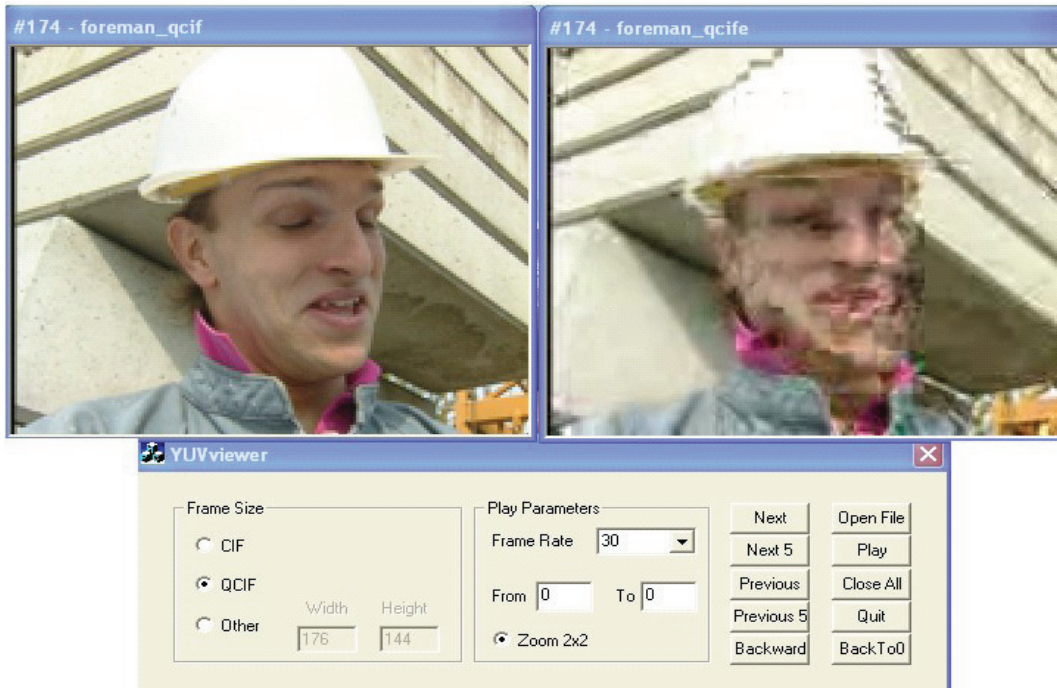 #174 - foreman_qcif
#174 - foreman_qcife
YUVviewer
Frame Size
CIF
QCIF
Other
Width
Height
176
144
Play Parameters
Frame Rate 30
From 0 To 0
Zoom 2x2
Next
Open File
Next 5
Play
Previous
Close All
Previous 5
Quit
Backward
BackTo0